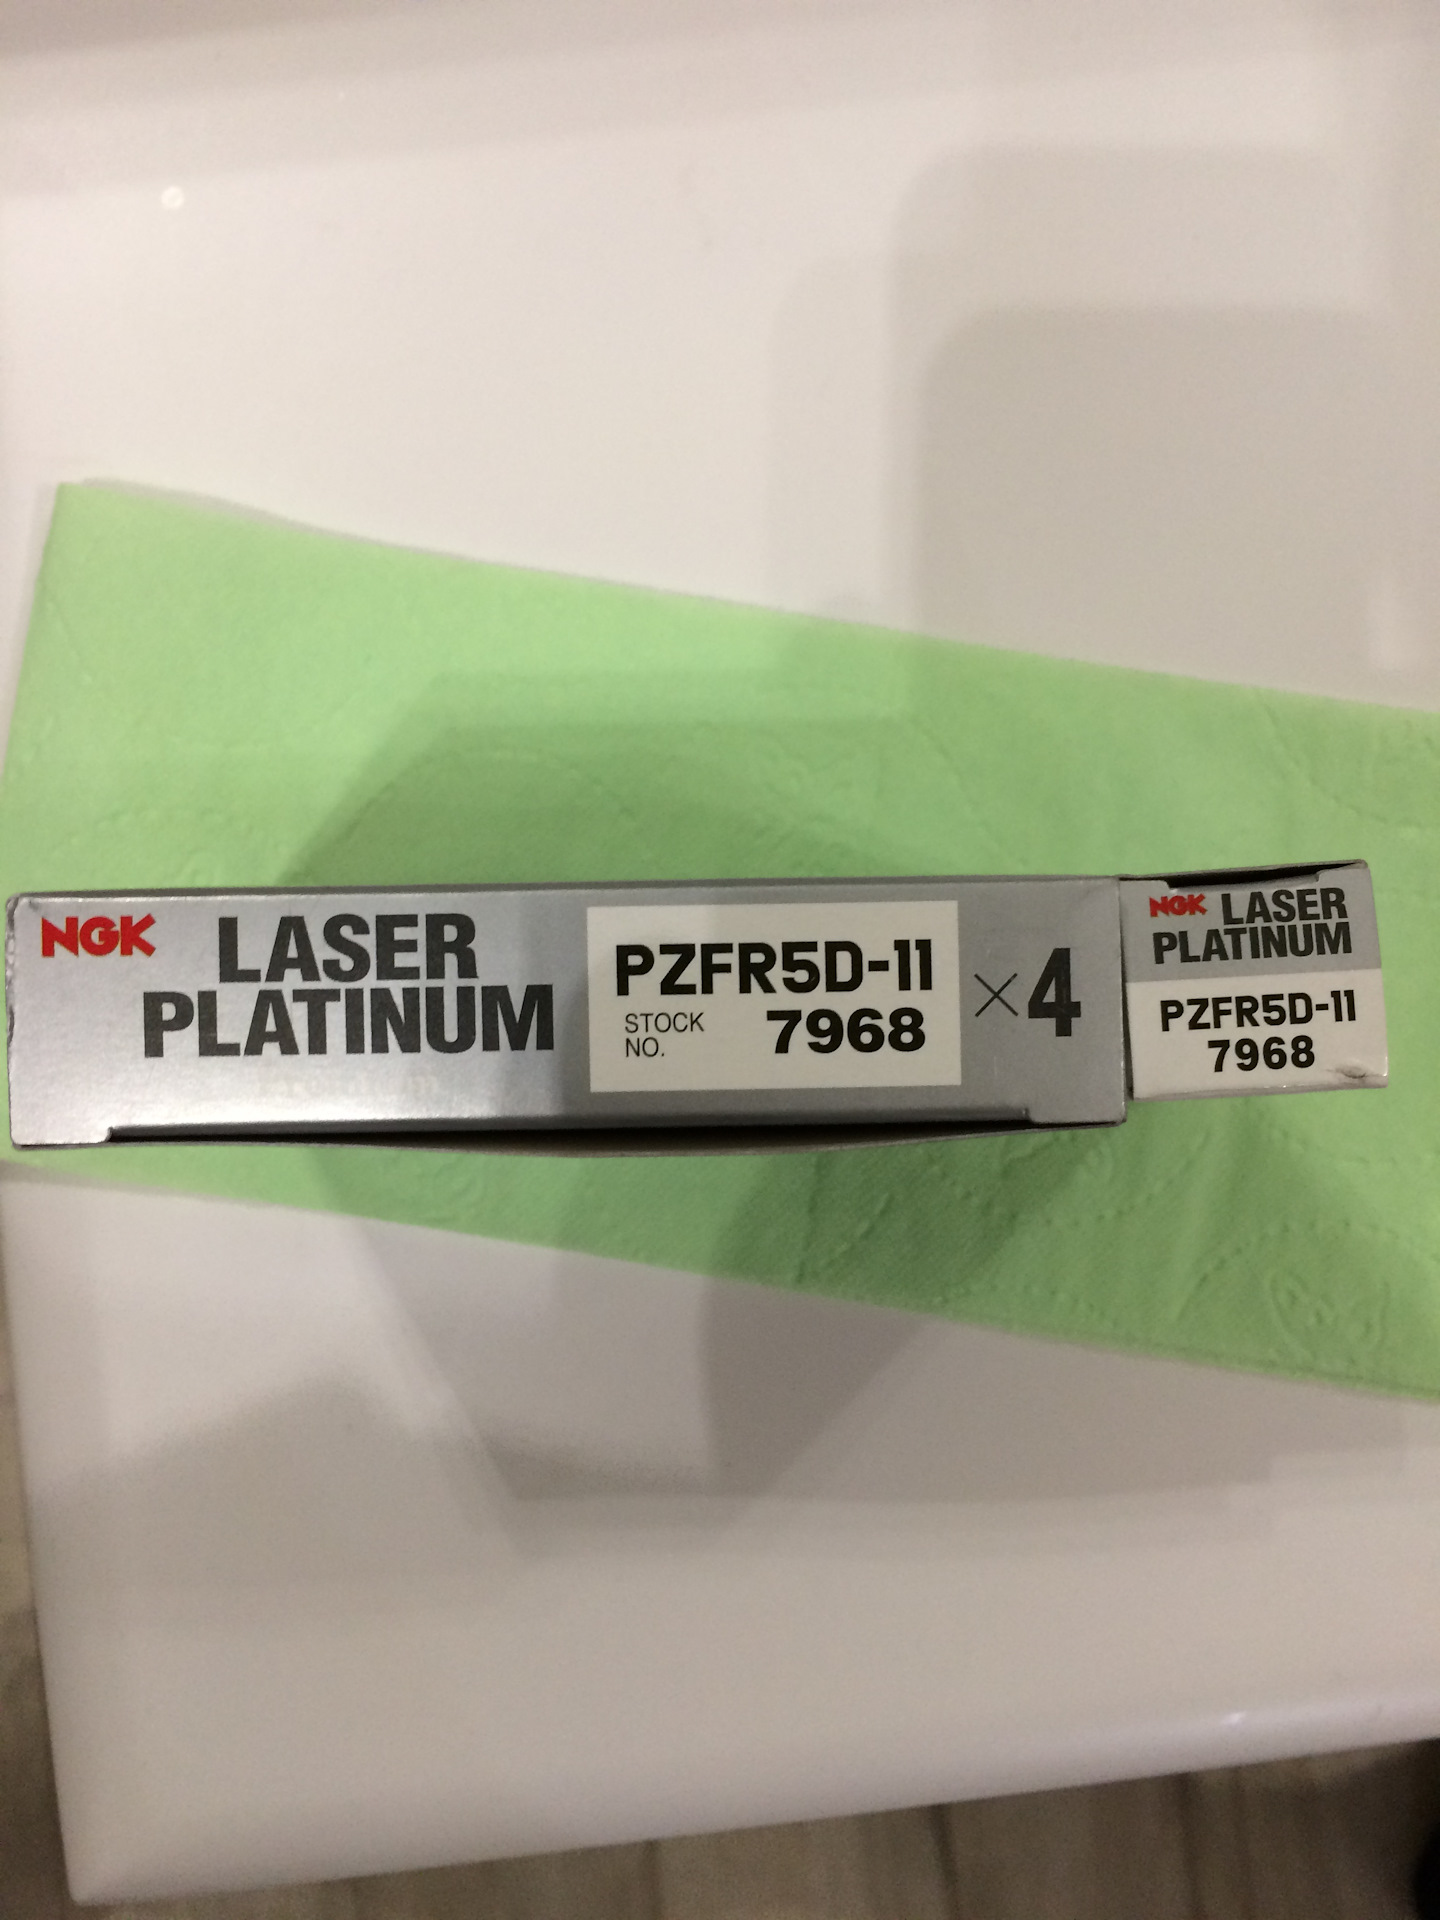 NGK
LASER
PLATINUM
PZFR5D-11
STOCK
NO.
7968
×4
NGK LASER
PLATINUM
PZFR5D-11
7968